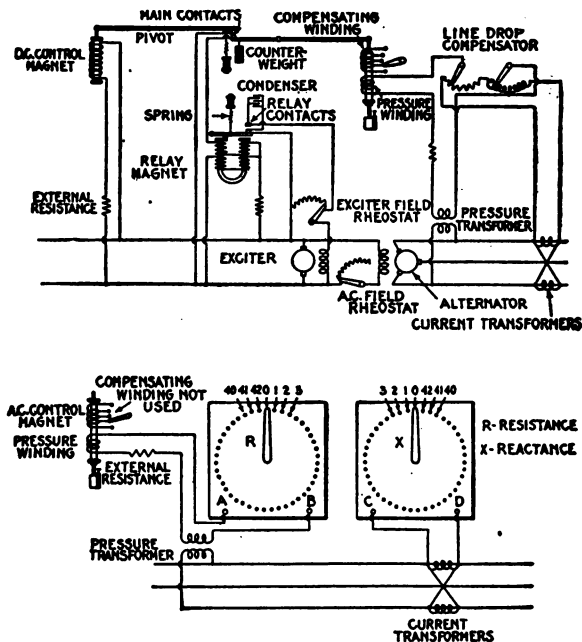 MAIN CONTACTS
PIVOT
D.C. CONTROL
MAGNET
COMPENSATING
WINDING
LINE DROP
COMPENSATOR
COUNTER-
WEIGHT
CONDENSER
RELAY
CONTACTS
SPRING
PRESSURE
WINDING
RELAY
MAGNET
EXTERNAL
RESISTANCE
EXCITER FIELD
RHEOSTAT
PRESSURE
TRANSFORMER
EXCITER
A.C. FIELD
RHEOSTAT
ALTERNATOR
CURRENT TRANSFORMERS
COMPENSATING
WINDING NOT
USED
A.C. CONTROL
MAGNET
PRESSURE
WINDING
EXTERNAL
RESISTANCE
40 41 42 0 1 2 3
R
A B
3 2 1 0 42 41 40
X
C D
R-RESISTANCE
X-REACTANCE
PRESSURE
TRANSFORMER
CURRENT
TRANSFORMERS